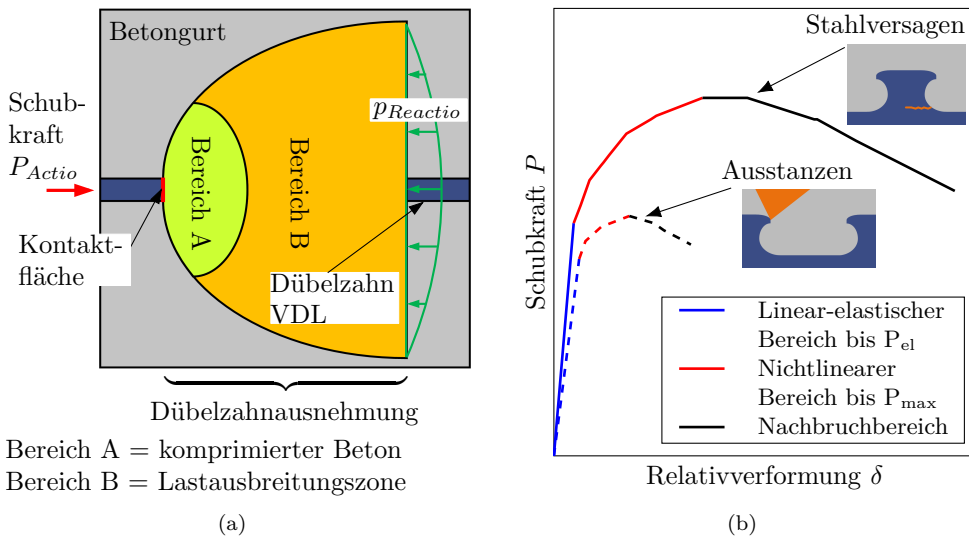 Betongurt
Schub-
kraft
P_Actio
p_Reactio
Bereich A
Bereich B
Kontakt-
fläche
Dübelzahn
VDL
Dübelzahnausnehmung
Bereich A = komprimierter Beton
Bereich B = Lastausbreitungszone
(a)
Schubkraft P
Stahlversagen
Ausstanzen
Linear-elastischer
Bereich bis P_el
Nichtlinearer
Bereich bis P_max
Nachbruchbereich
Relativverformung δ
(b)